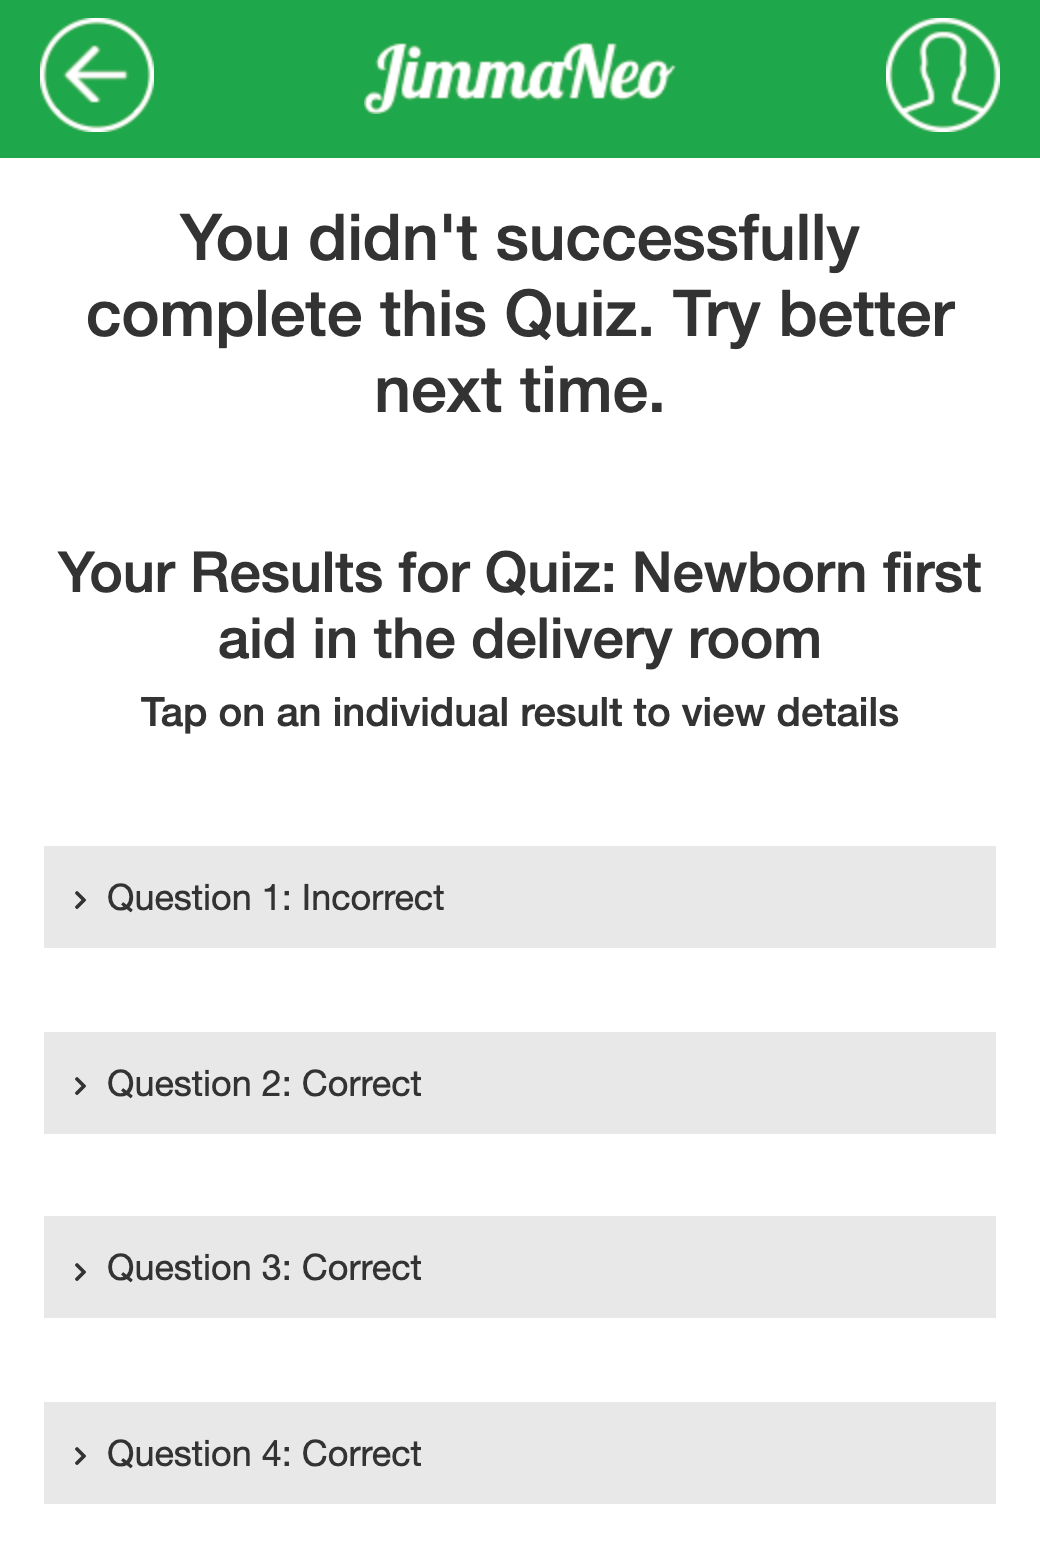 JimmaNeo
You didn't successfully
complete this Quiz. Try better
next time.
Your Results for Quiz: Newborn first
aid in the delivery room
Tap on an individual result to view details
Question 1: Incorrect
Question 2: Correct
Question 3: Correct
Question 4: Correct